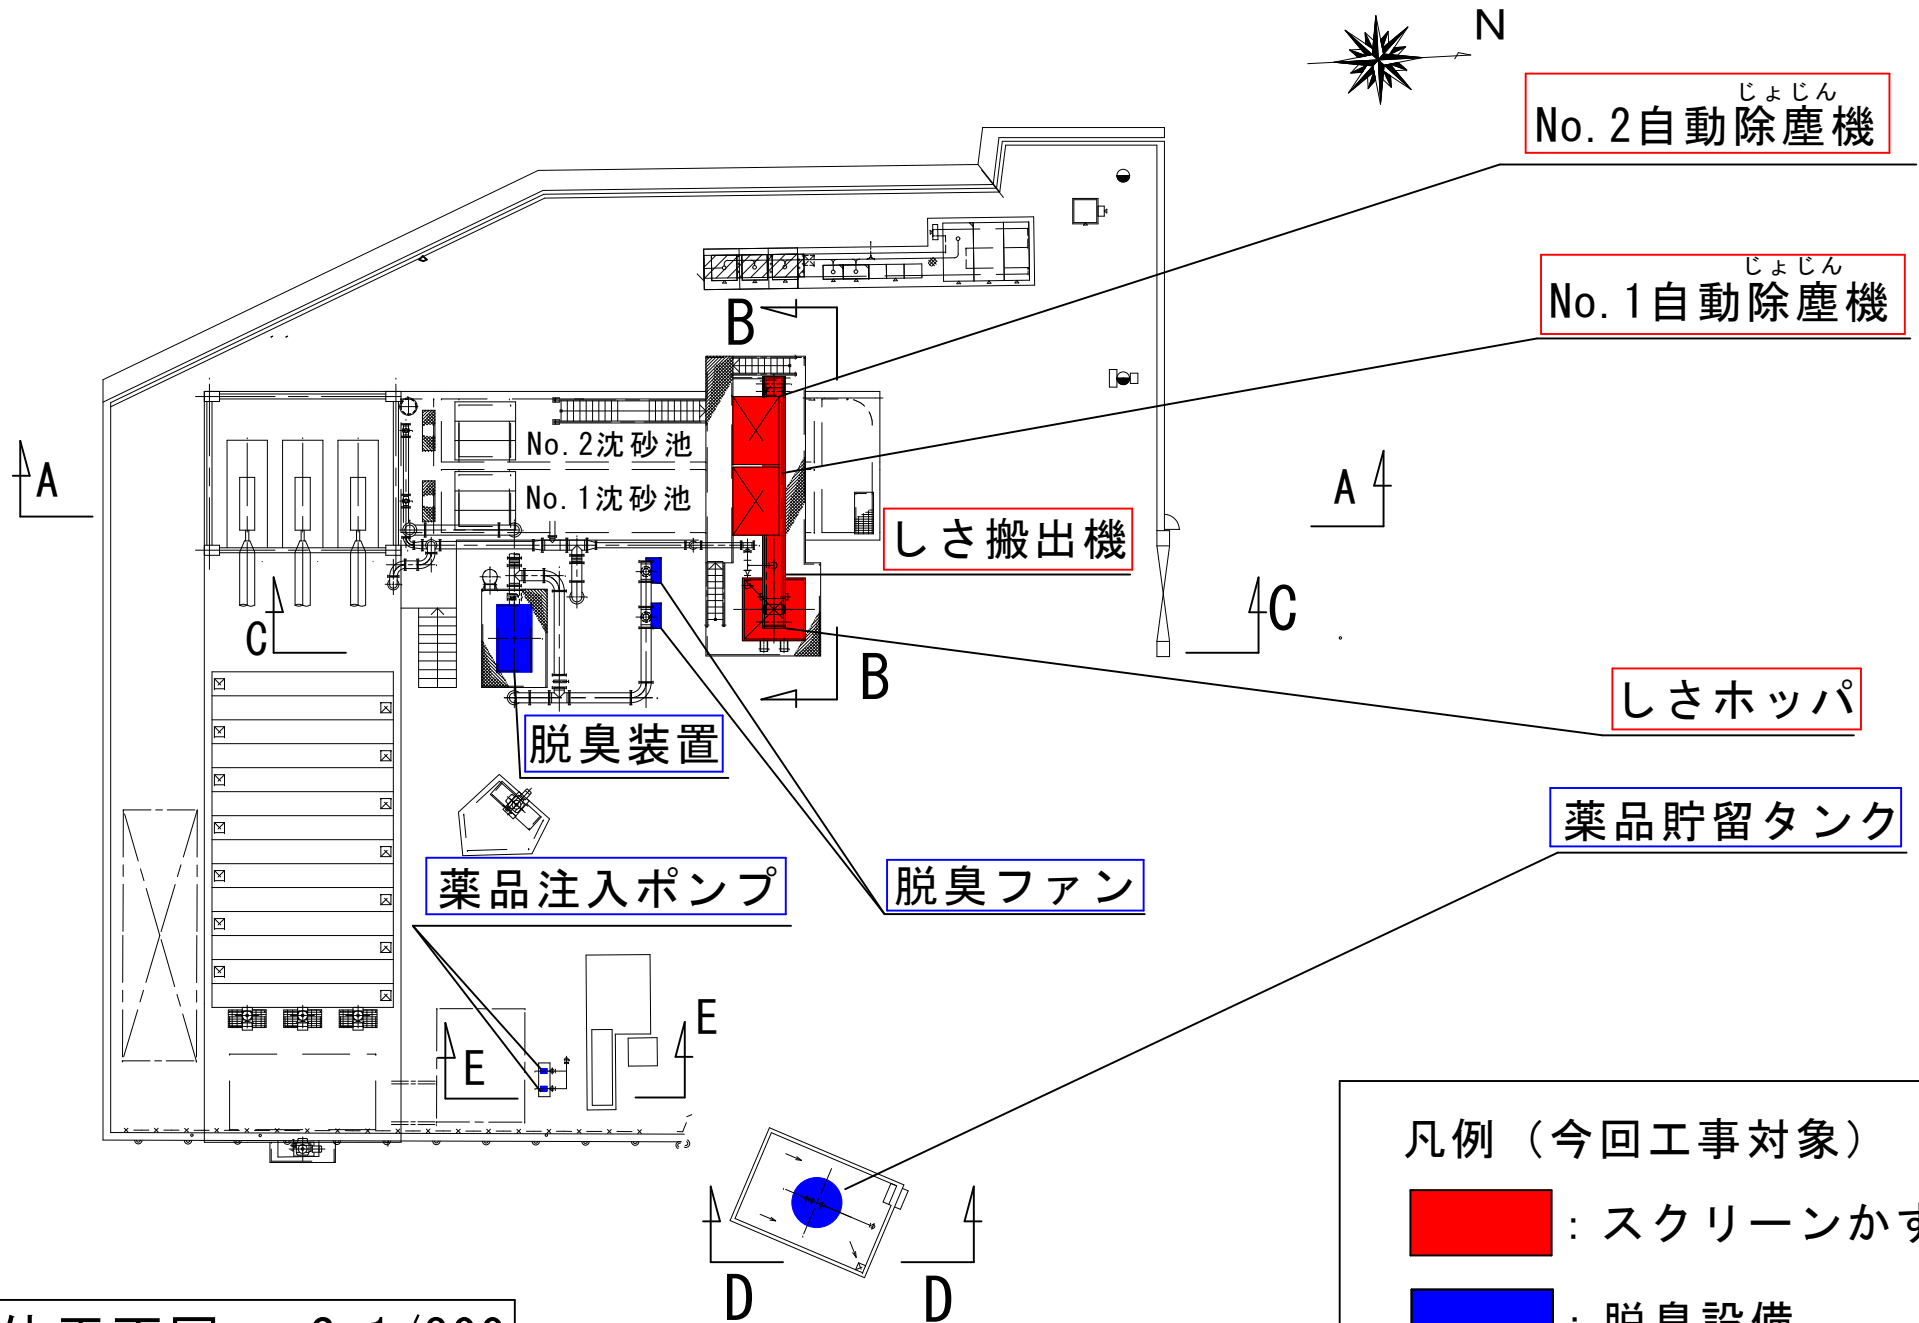 N
じょじん
No.2自動除塵機
じょじん
No.1自動除塵機
B
No.2沈砂池
No.1沈砂池
A
A
しさ搬出機
C
C
B
しさホッパ
脱臭装置
薬品貯留タンク
薬品注入ポンプ
脱臭ファン
E
E
凡例（今回工事対象）
：スクリーンかす
：脱臭設備
D
D